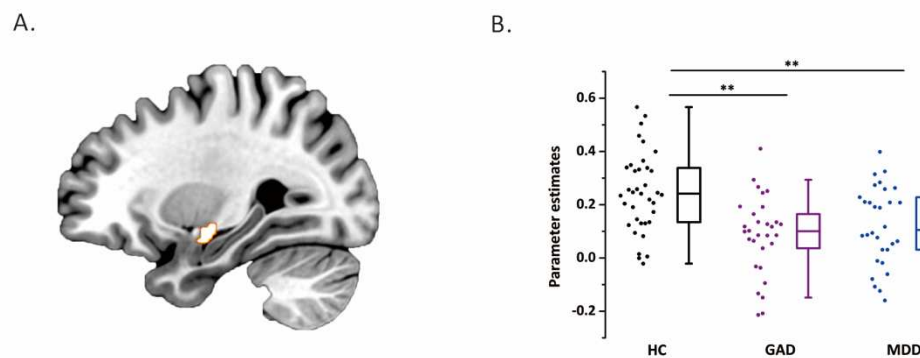 A.
B.
**
**
0.6
0.4
0.2
0.0
-0.2
Parameter estimates
HC GAD MDD